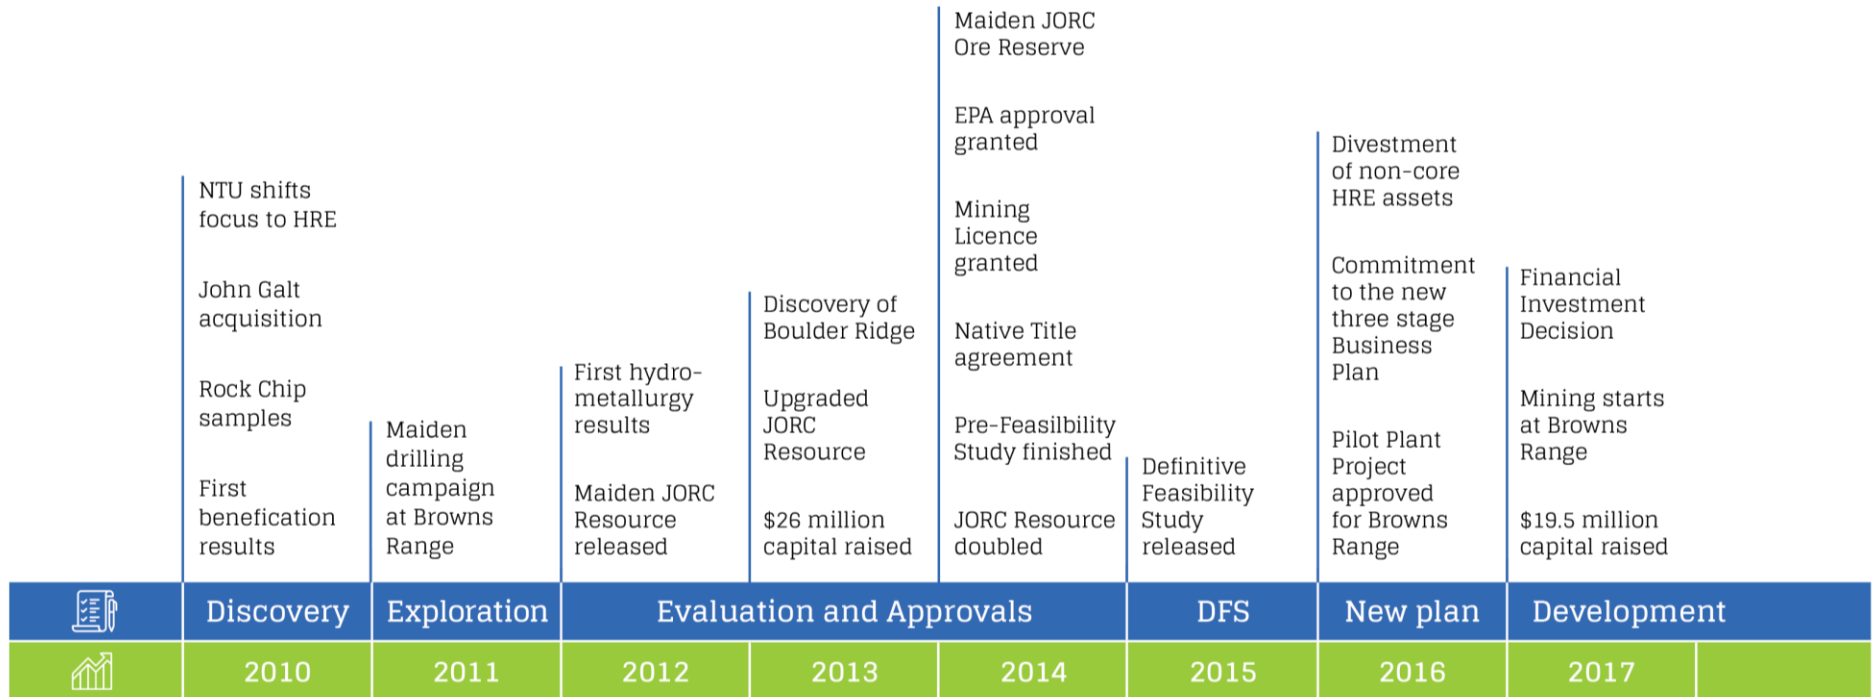 NTU shifts
focus to HRE
John Galt
acquisition
Rock Chip
samples
First
benefication
results
Maiden
drilling
campaign
at Browns
Range
First hydro-
metallurgy
results
Maiden JORC
Resource
released
Discovery of
Boulder Ridge
Upgraded
JORC
Resource
$26 million
capital raised
Maiden JORC
Ore Reserve
EPA approval
granted
Mining
Licence
granted
Native Title
agreement
Pre-Feasilbility
Study finished
JORC Resource
doubled
Definitive
Feasibility
Study
released
Divestment
of non-core
HRE assets
Commitment
to the new
three stage
Business
Plan
Pilot Plant
Project
approved
for Browns
Range
Financial
Investment
Decision
Mining starts
at Browns
Range
$19.5 million
capital raised
Discovery Exploration Evaluation and Approvals DFS New plan Development
2010 2011 2012 2013 2014 2015 2016 2017